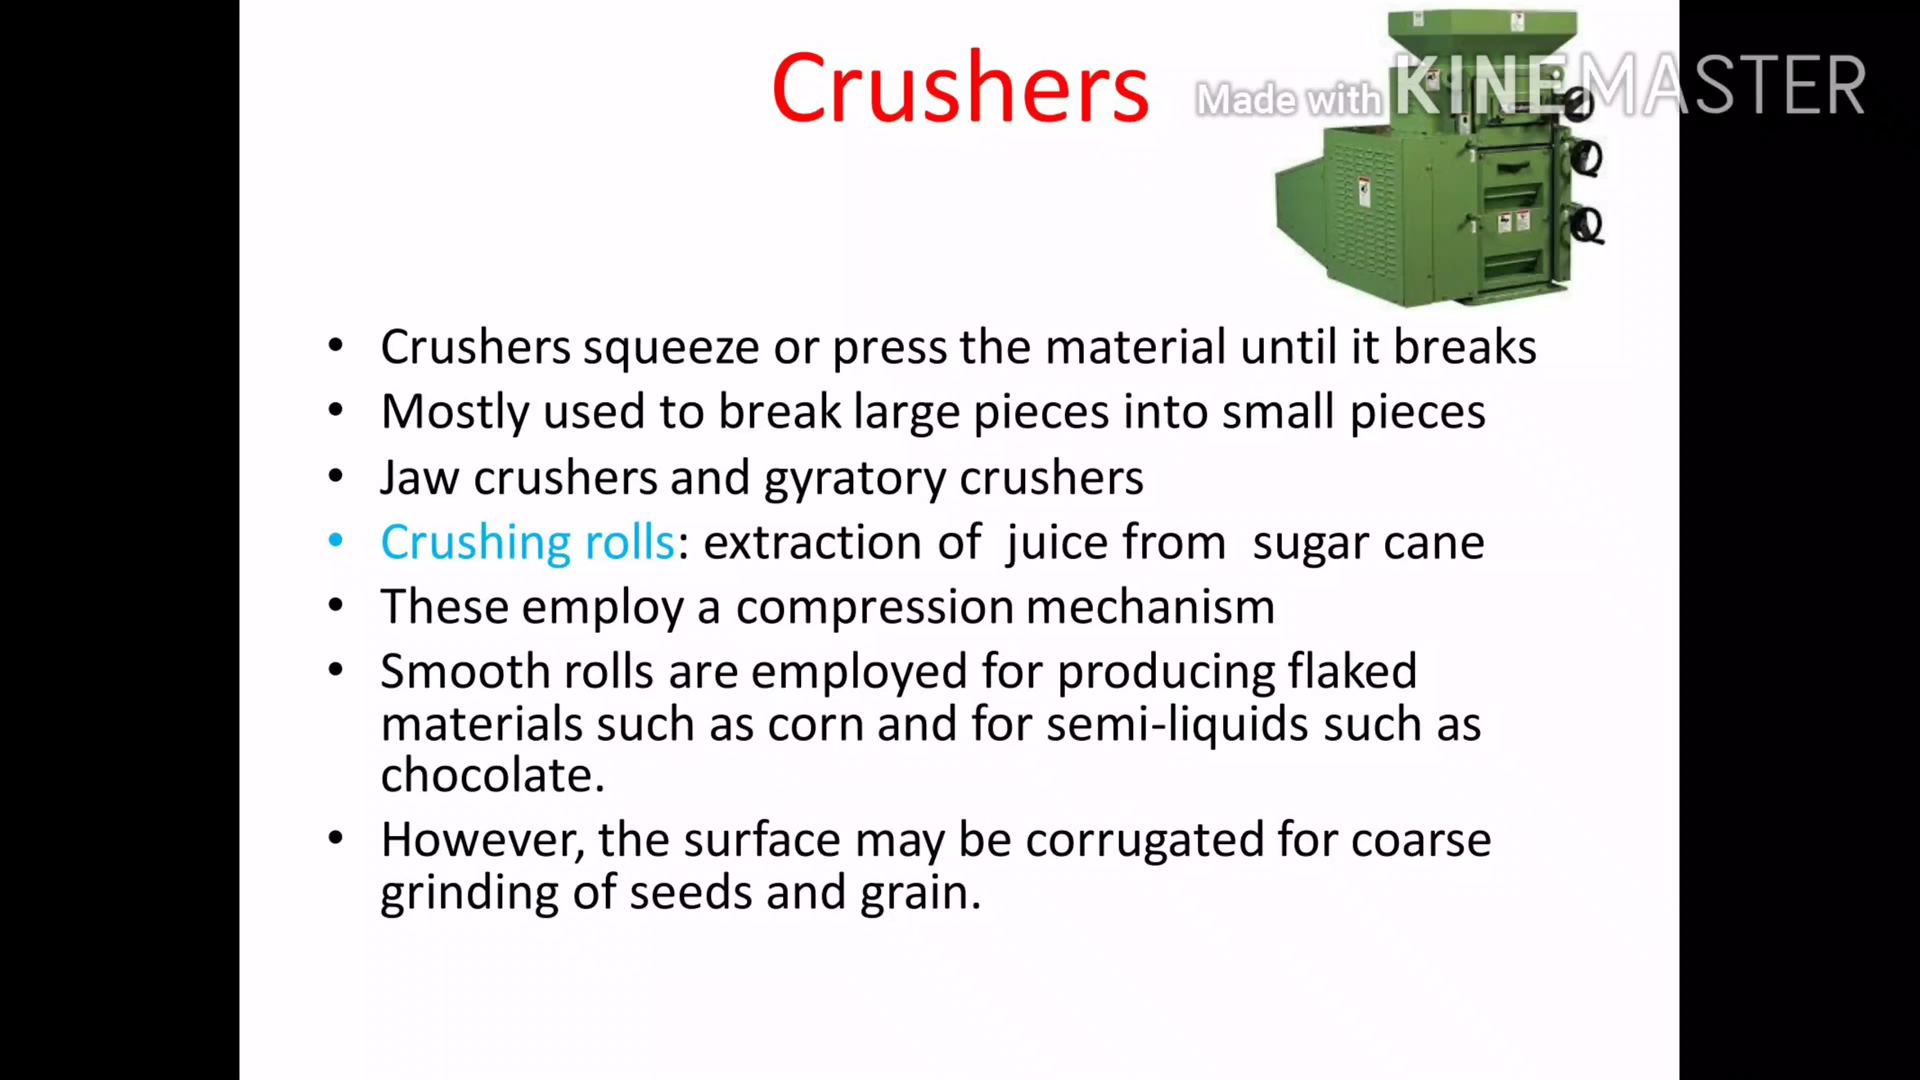 Crushers
Made with KINEMASTER
• Crushers squeeze or press the material until it breaks
• Mostly used to break large pieces into small pieces
• Jaw crushers and gyratory crushers
• Crushing rolls: extraction of juice from sugar cane
• These employ a compression mechanism
• Smooth rolls are employed for producing flaked
materials such as corn and for semi-liquids such as
chocolate.
• However, the surface may be corrugated for coarse
grinding of seeds and grain.